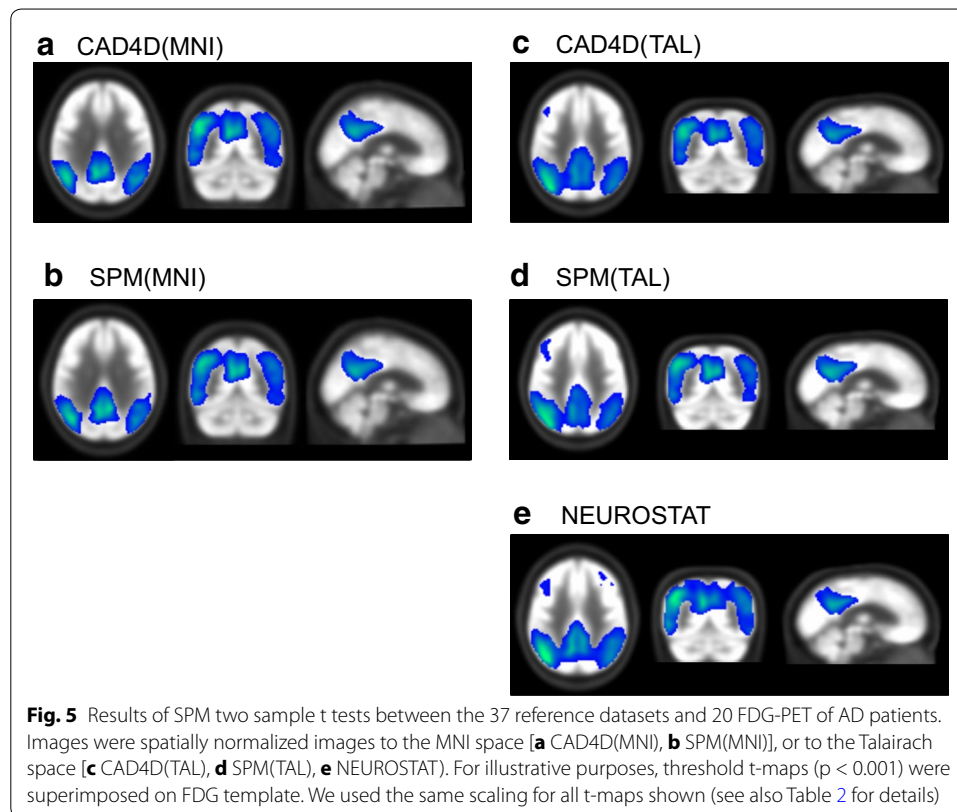 a CAD4D(MNI)
c CAD4D(TAL)
b SPM(MNI)
d SPM(TAL)
e NEUROSTAT
Fig. 5 Results of SPM two sample t tests between the 37 reference datasets and 20 FDG-PET of AD patients.
Images were spatially normalized images to the MNI space [a CAD4D(MNI), b SPM(MNI)], or to the Talairach
space [c CAD4D(TAL), d SPM(TAL), e NEUROSTAT). For illustrative purposes, threshold t-maps (p < 0.001) were
superimposed on FDG template. We used the same scaling for all t-maps shown (see also Table 2 for details)